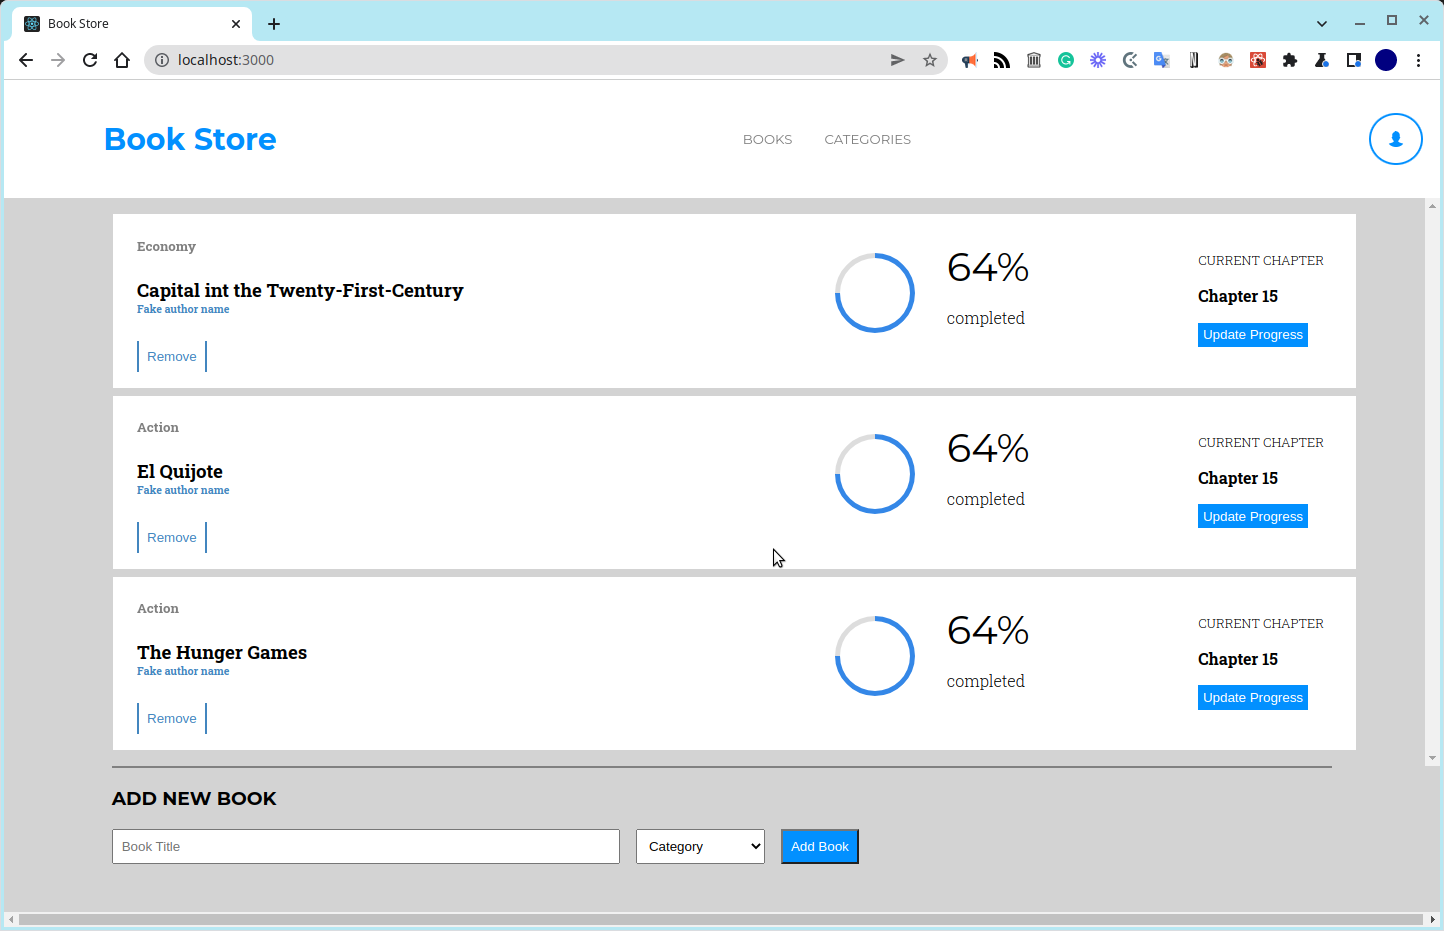 Book Store
localhost:3000
Book Store
BOOKS CATEGORIES
Economy
Capital int the Twenty-First-Century
Fake author name
Remove
64%
completed
CURRENT CHAPTER
Chapter 15
Update Progress
Action
El Quijote
Fake author name
Remove
64%
completed
CURRENT CHAPTER
Chapter 15
Update Progress
Action
The Hunger Games
Fake author name
Remove
64%
completed
CURRENT CHAPTER
Chapter 15
Update Progress
ADD NEW BOOK
Book Title
Category
Add Book